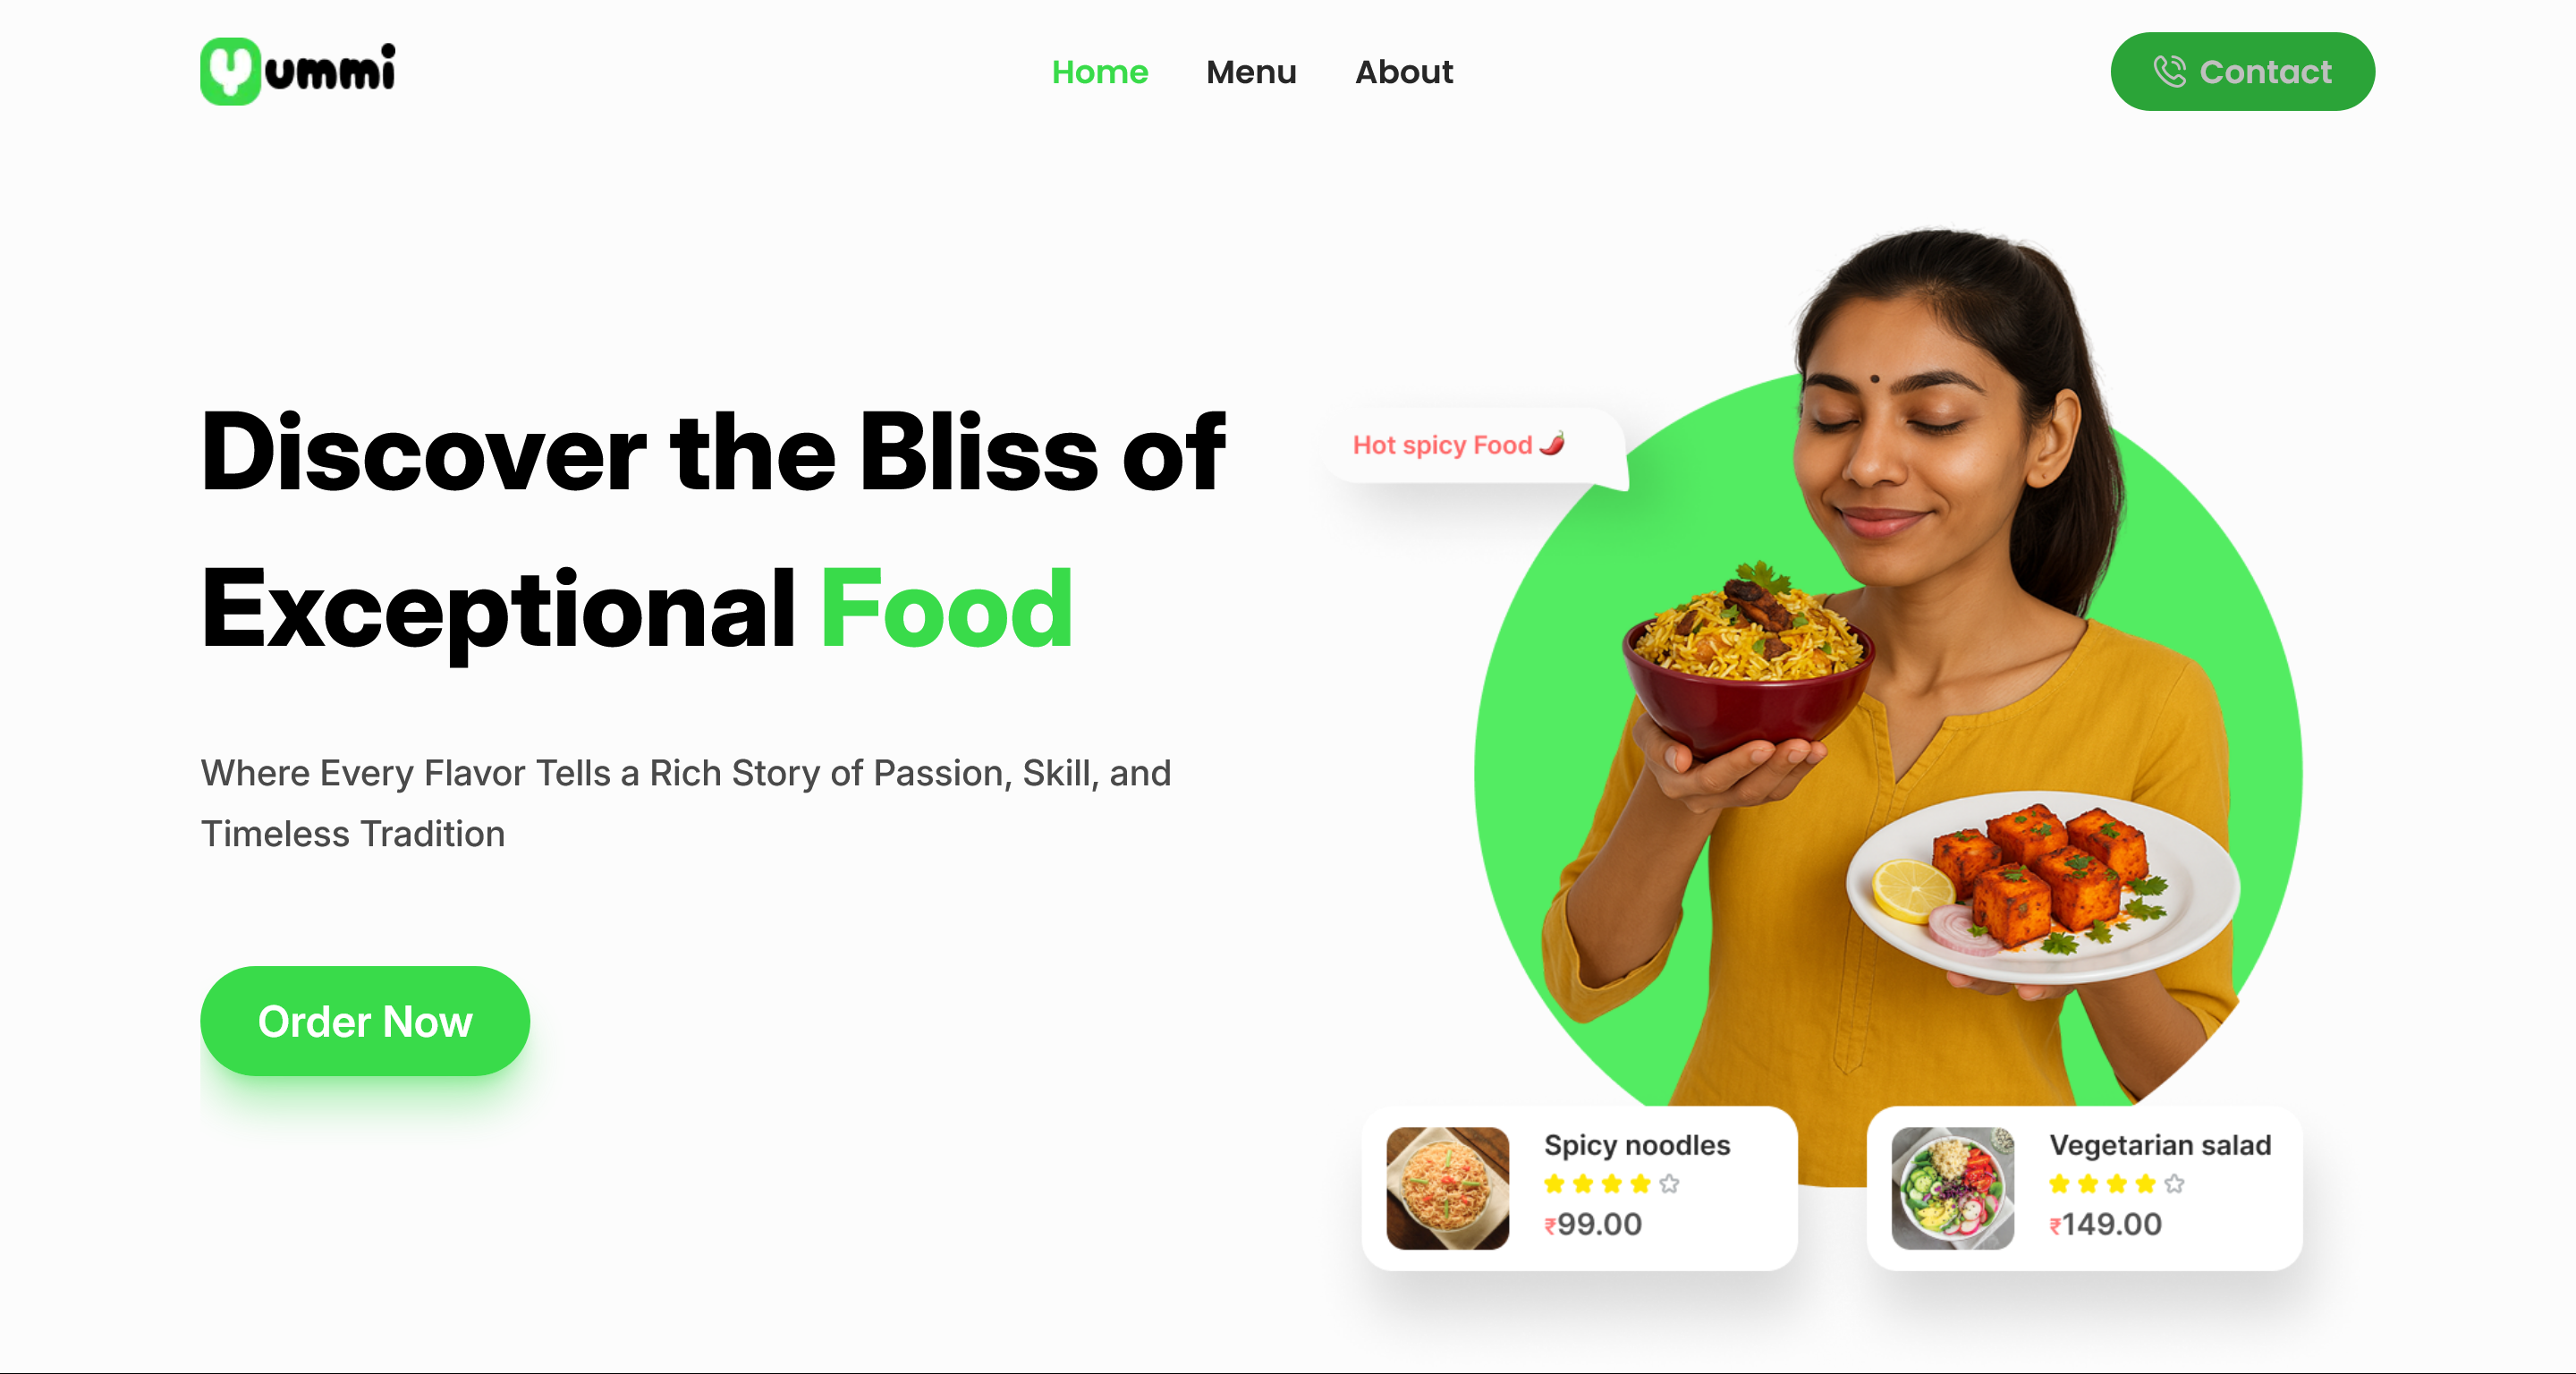 Yummi
Home
Menu
About
Contact
Discover the Bliss of
Exceptional Food
Where Every Flavor Tells a Rich Story of Passion, Skill, and
Timeless Tradition
Order Now
Hot spicy Food 🌶️
Spicy noodles
₹99.00
Vegetarian salad
₹149.00